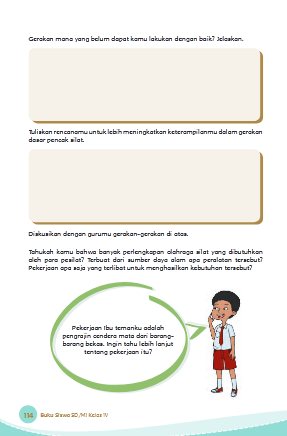 Gerakan mana yang belum dapat kamu lakukan dengan baik? Jelaskan.
Tuliskan rencanamu untuk lebih meningkatkan keterampilanmu dalam gerakan
dasar pencak silat.
Diskusikan dengan gurumu gerakan-gerakan di atas.
Tahukah kamu bahwa banyak perlengkapan olahraga silat yang dibutuhkan
oleh para pesilat? Terbuat dari sumber daya alam apa peralatan tersebut?
Pekerjaan apa saja yang terlibat untuk menghasilkan kebutuhan tersebut?
Pekerjaan Ibu temanku adalah
pengrajin cendera mata dari barang-
barang bekas. Ingin tahu lebih lanjut
tentang pekerjaan itu?
114 Buku Siswa SD/MI Kelas IV